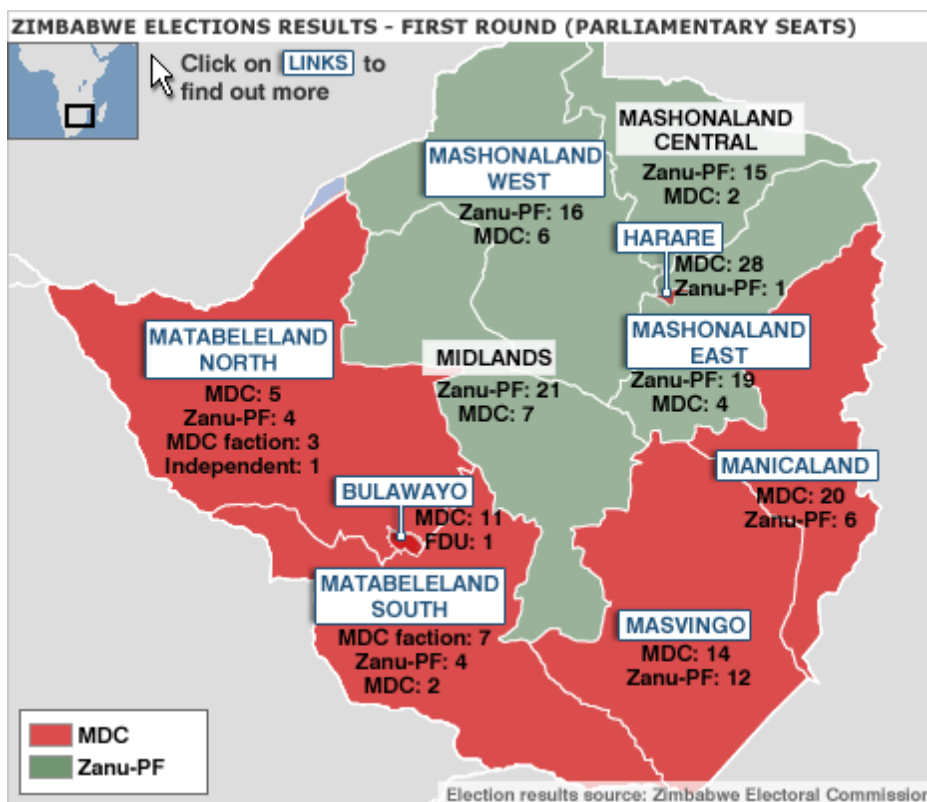 ZIMBABWE ELECTIONS RESULTS - FIRST ROUND (PARLIAMENTARY SEATS)
Click on LINKS to
find out more
MASHONALAND
CENTRAL
Zanu-PF: 15
MDC: 2
MASHONALAND
WEST
Zanu-PF: 16
MDC: 6
HARARE
MDC: 28
Zanu-PF: 1
MASHONALAND
EAST
Zanu-PF: 19
MDC: 4
MATABELELAND
NORTH
MDC: 5
Zanu-PF: 4
MDC faction: 3
Independent: 1
MIDLANDS
Zanu-PF: 21
MDC: 7
MANICALAND
MDC: 20
Zanu-PF: 6
BULAWAYO
MDC: 11
FDU: 1
MATABELELAND
SOUTH
MDC faction: 7
Zanu-PF: 4
MDC: 2
MASVINGO
MDC: 14
Zanu-PF: 12
MDC
Zanu-PF
Election results source: Zimbabwe Electoral Commission